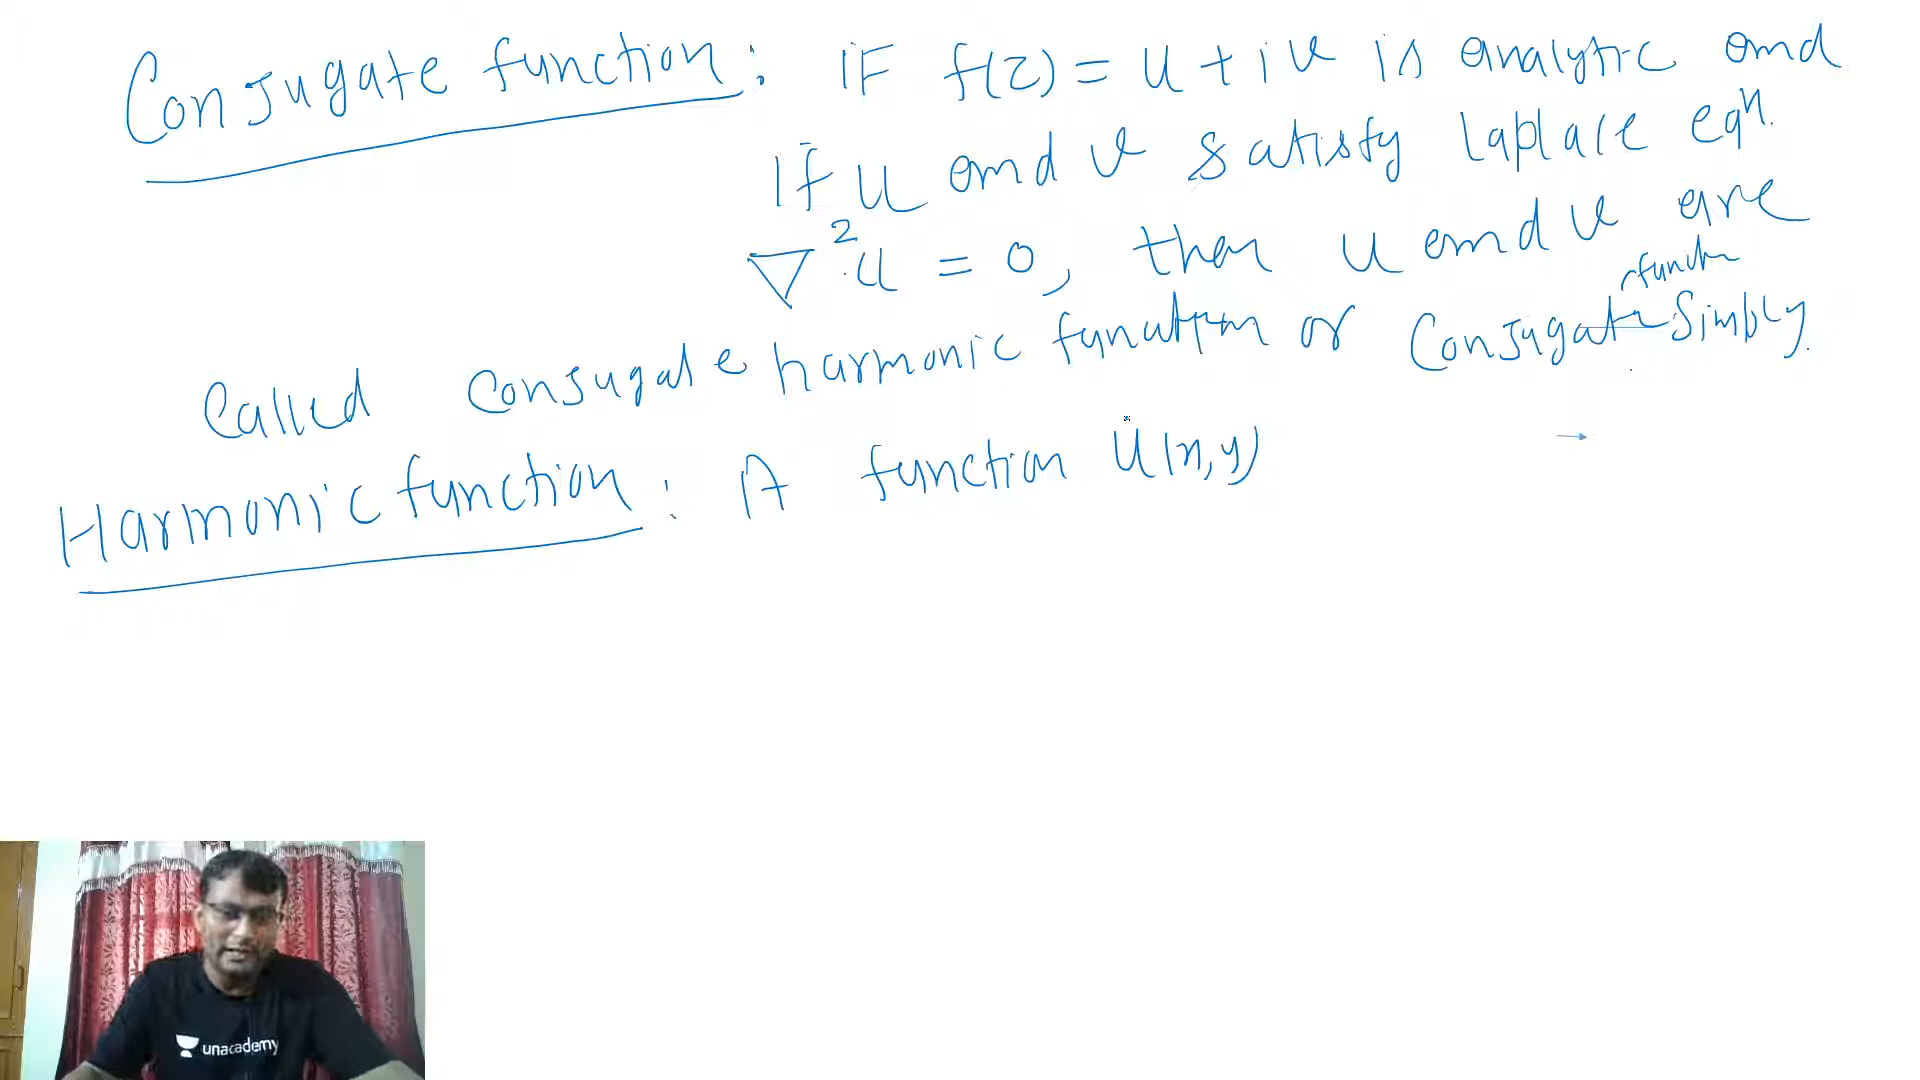 Conjugate function: If f(z) = u + iv is analytic and
If u and v satisfy laplace eqn.
∇²u = 0, then u and v are
Called Conjugate harmonic function or Conjugate function Simply.
Harmonic function: A function u(x,y)
unacademy